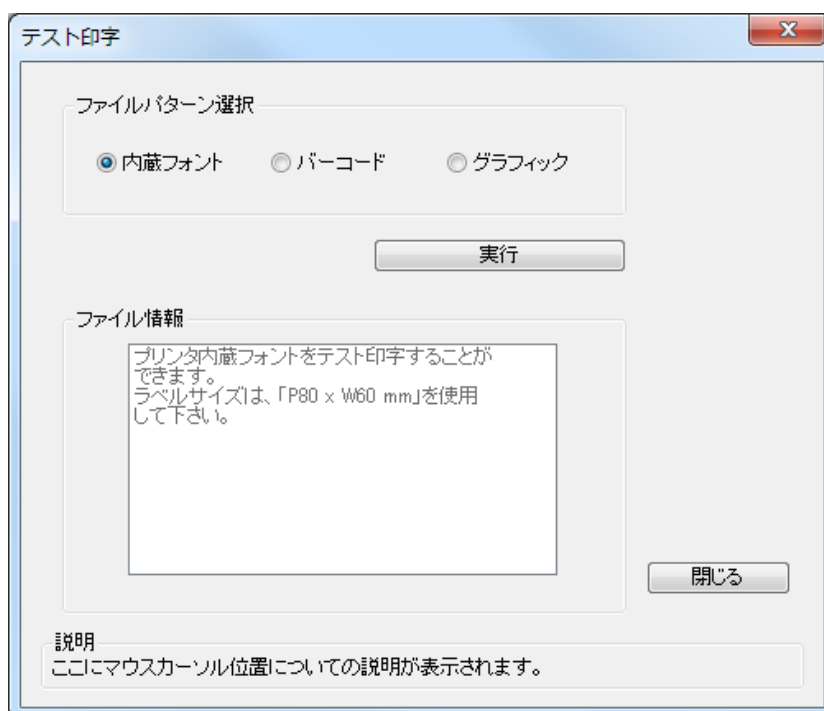 テスト印字
ファイルパターン選択
内蔵フォント バーコード グラフィック
実行
ファイル情報
プリンタ内蔵フォントをテスト印字することが
できます。
ラベルサイズは、「P80 x W60 mm」を使用
して下さい。
閉じる
説明
ここにマウスカーソル位置についての説明が表示されます。